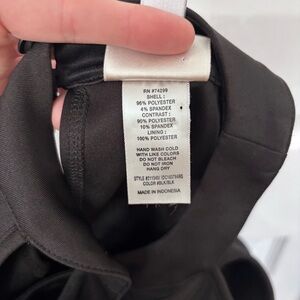 RN #74299
SHELL :
96% POLYESTER
4% SPANDEX
CONTRAST :
90% POLYESTER
10% SPANDEX
LINING :
100% POLYESTER
HAND WASH COLD
WITH LIKE COLORS
DO NOT BLEACH
DO NOT IRON
HANG DRY
COLOR #BLK/BLK
MADE IN INDONESIA